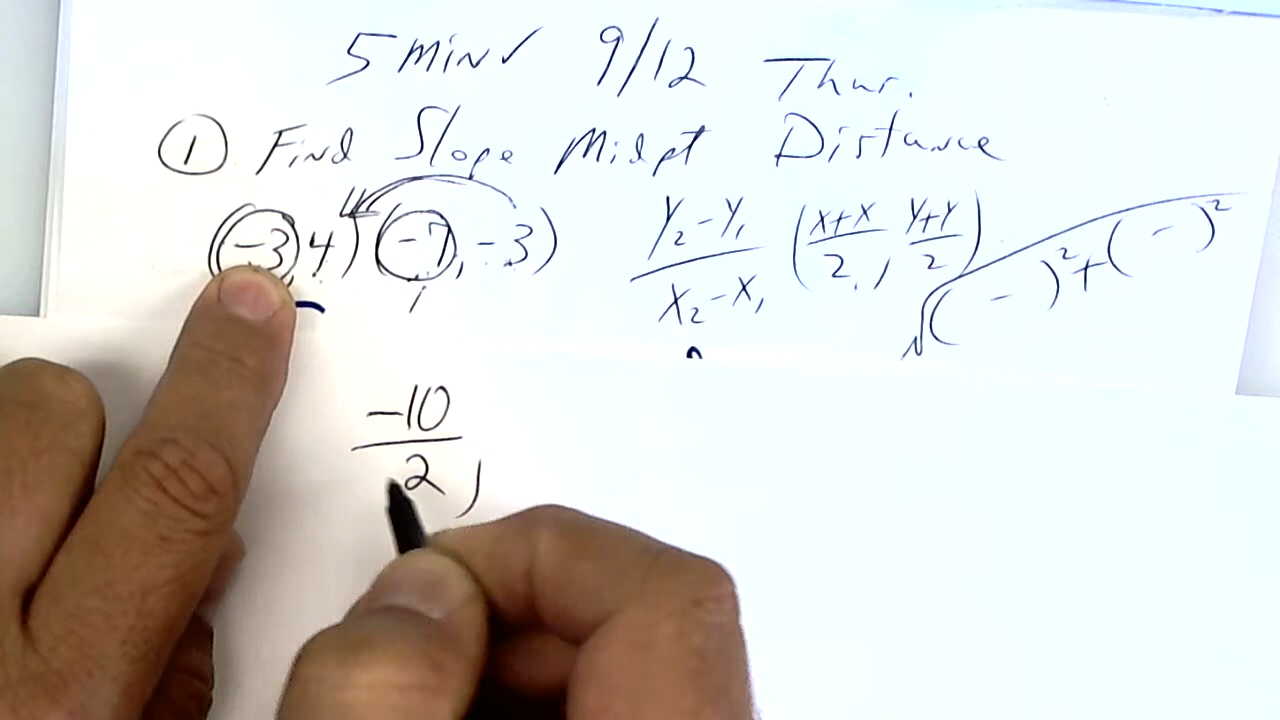 5 MIN ✓ 9/12 Thur.
① Find Slope Midpt Distance
(-3, 4) (-7, -3) Y₂-Y₁/X₂-X₁ (X+X/2, Y+Y/2) √( - )²+( - )²
-10/2,